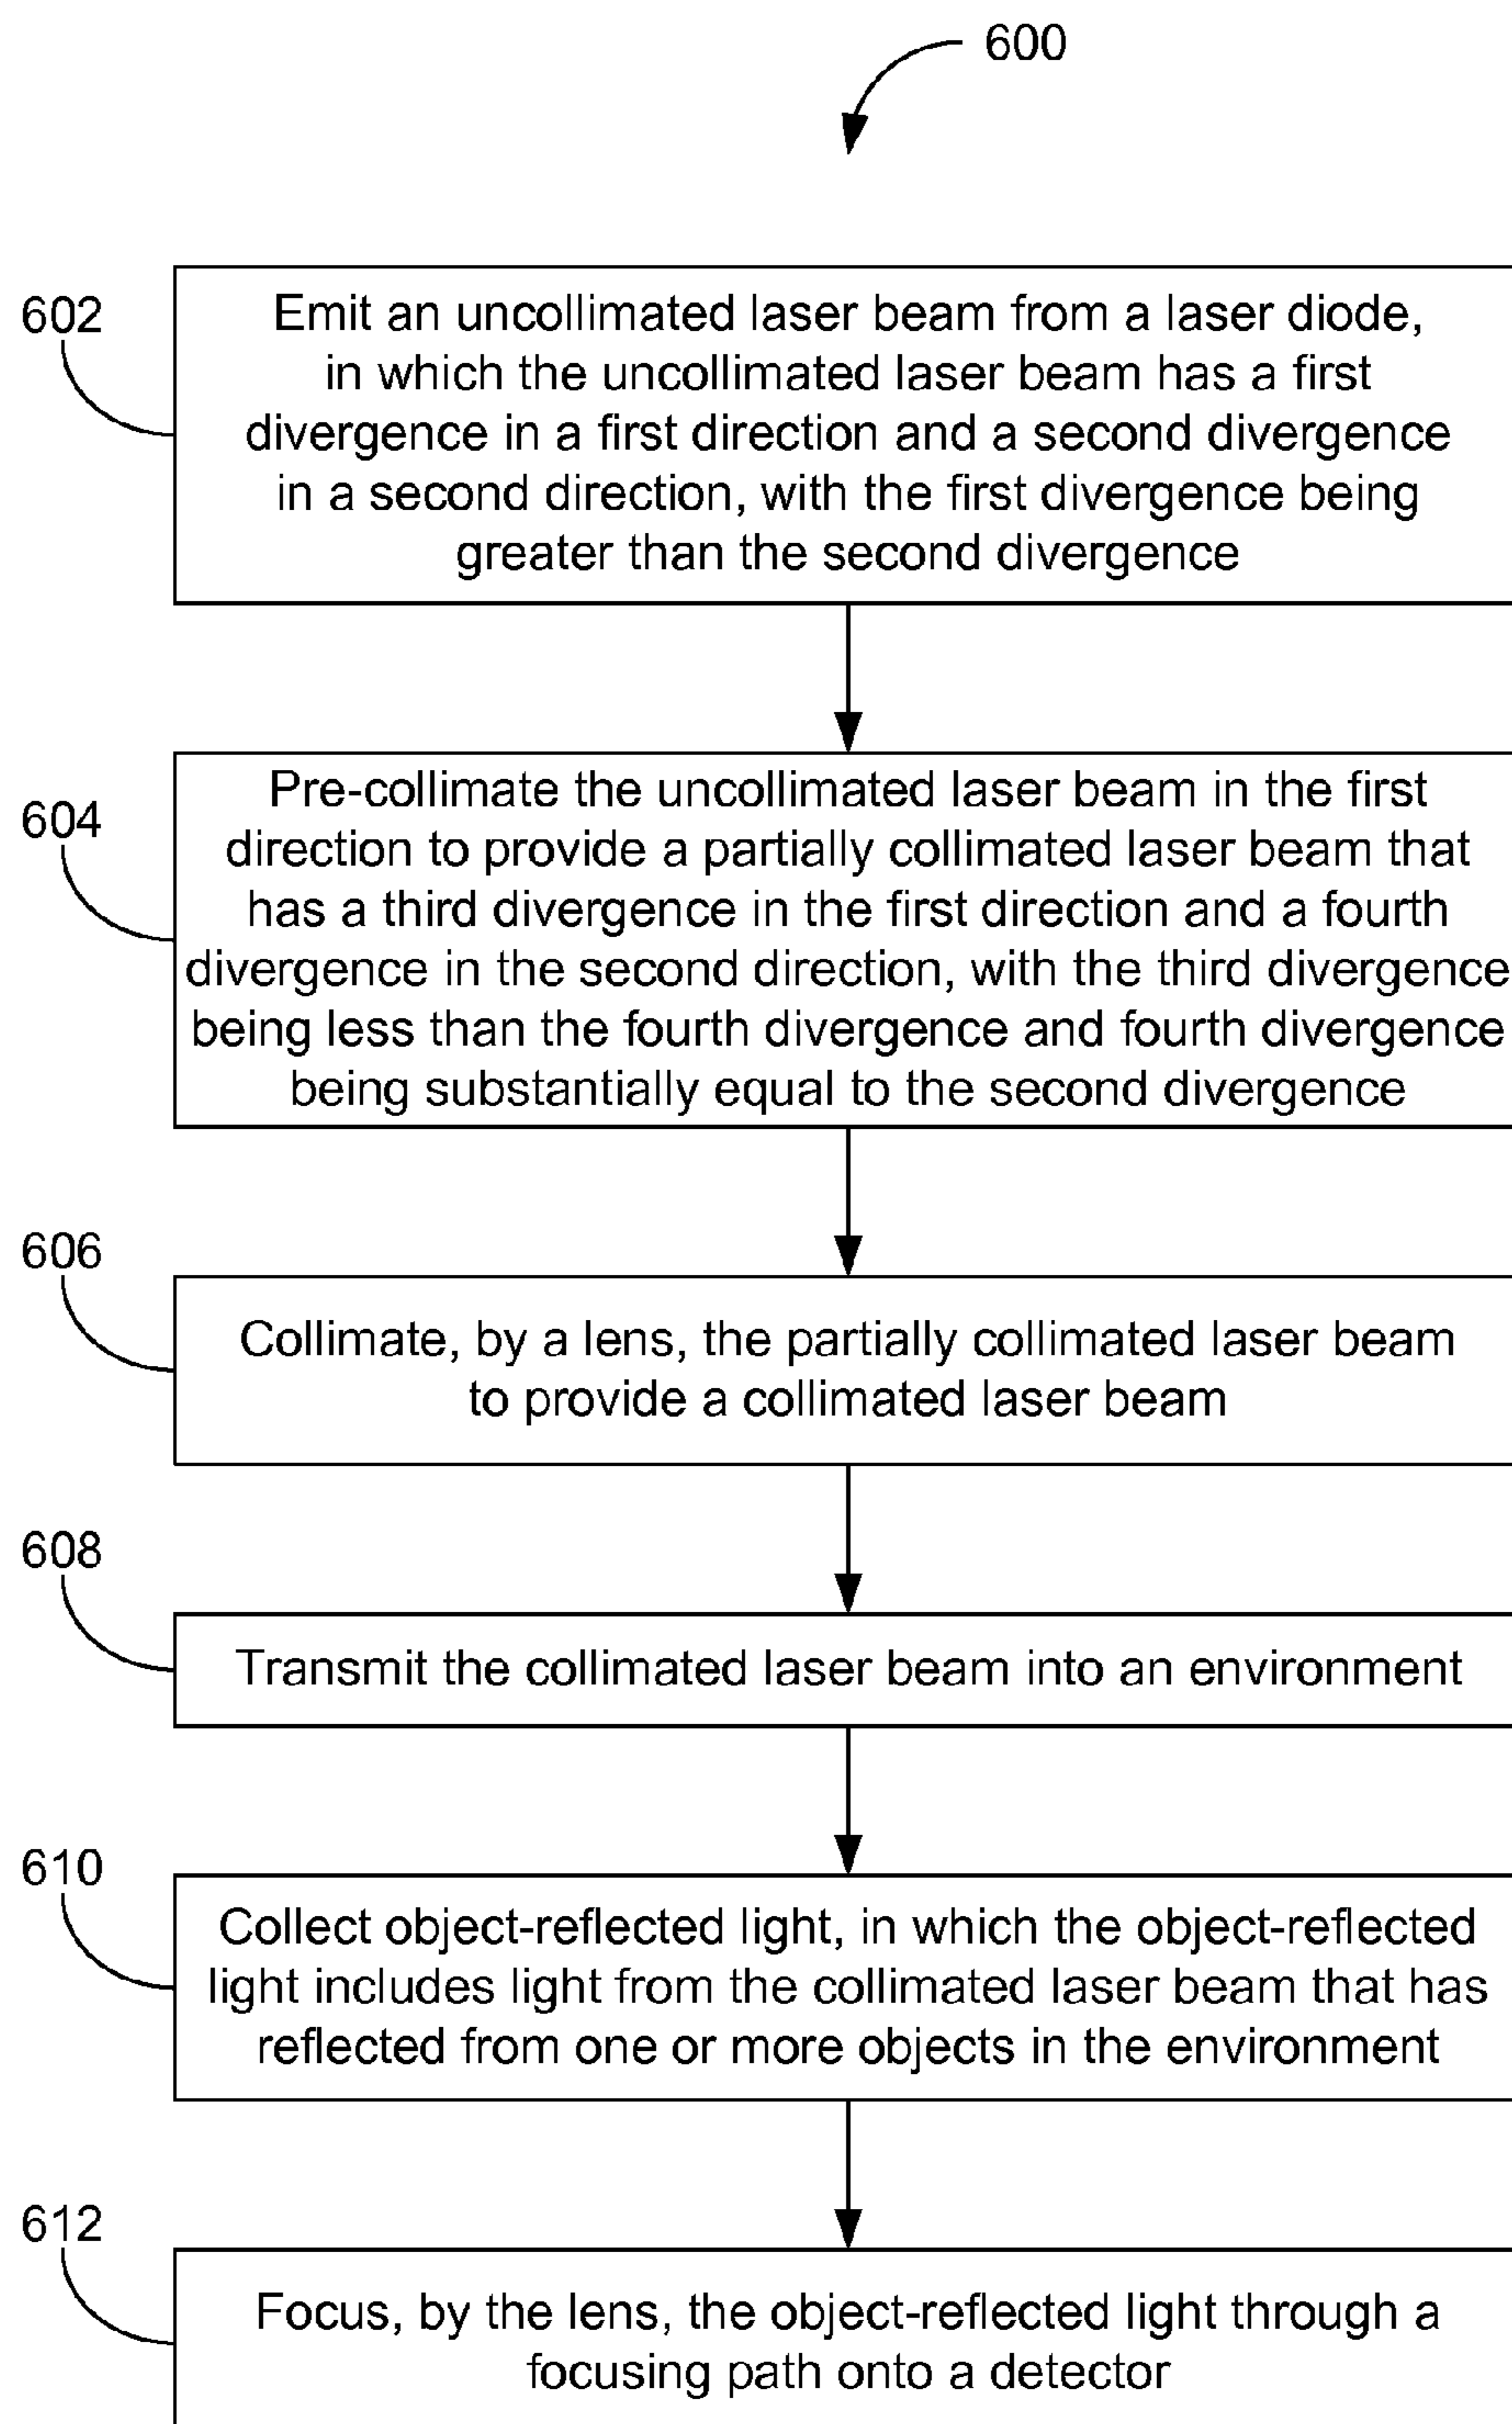 600
602
Emit an uncollimated laser beam from a laser diode,
in which the uncollimated laser beam has a first
divergence in a first direction and a second divergence
in a second direction, with the first divergence being
greater than the second divergence
604
Pre-collimate the uncollimated laser beam in the first
direction to provide a partially collimated laser beam that
has a third divergence in the first direction and a fourth
divergence in the second direction, with the third divergence
being less than the fourth divergence and fourth divergence
being substantially equal to the second divergence
606
Collimate, by a lens, the partially collimated laser beam
to provide a collimated laser beam
608
Transmit the collimated laser beam into an environment
610
Collect object-reflected light, in which the object-reflected
light includes light from the collimated laser beam that has
reflected from one or more objects in the environment
612
Focus, by the lens, the object-reflected light through a
focusing path onto a detector